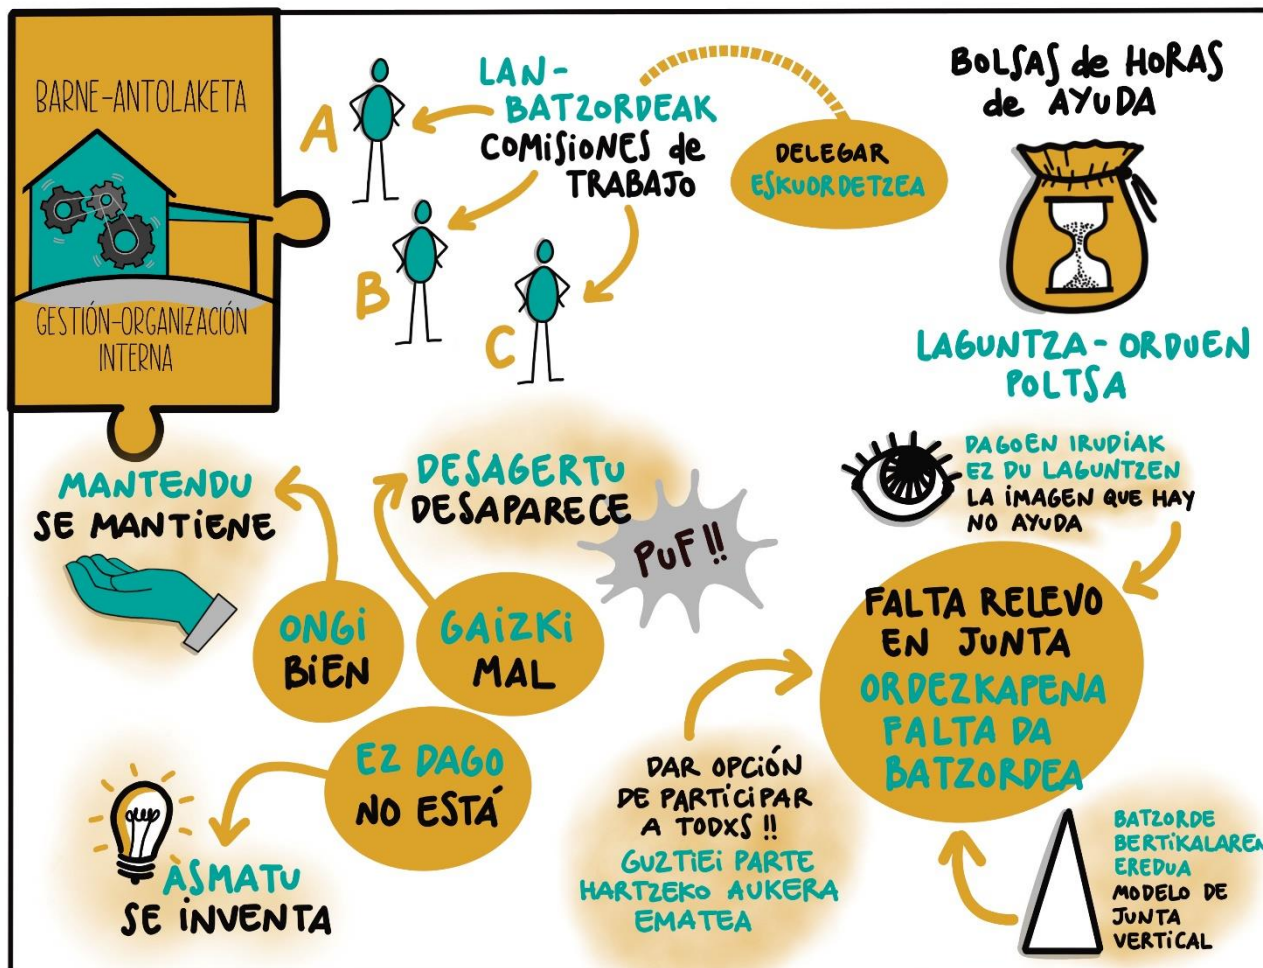 BARNE-ANTOLAKETA
GESTIÓN-ORGANIZACIÓN
INTERNA
A
B
C
LAN-
BATZORDEAK
COMISIONES de
TRABAJO
DELEGAR
ESKUORDETZEA
BOLSAS de HORAS
de AYUDA
LAGUNTZA-ORDUEN
POLTSA
MANTENDU
SE MANTIENE
DESAGERTU
DESAPARECE
PUF!!
ONGI
BIEN
GAIZKI
MAL
EZ DAGO
NO ESTÁ
ASMATU
SE INVENTA
DAGOEN IRUDIAK
EZ DU LAGUNTZEN
LA IMAGEN QUE HAY
NO AYUDA
FALTA RELEVO
EN JUNTA
ORDEZKAPENA
FALTA DA
BATZORDEA
DAR OPCIÓN
DE PARTICIPAR
A TODXS !!
GUZTIEI PARTE
HARTZEKO AUKERA
EMATEA
BATZORDE
BERTIKALAREN
EREDUA
MODELO DE
JUNTA
VERTICAL